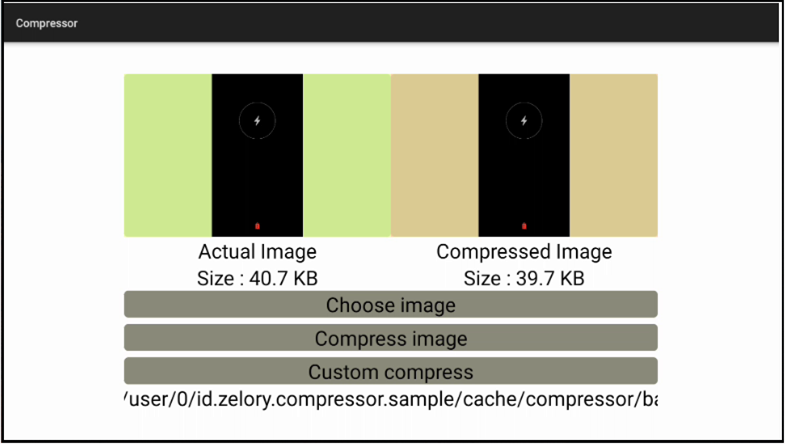 Compressor
Actual Image
Compressed Image
Size : 40.7 KB
Size : 39.7 KB
Choose image
Compress image
Custom compress
/user/0/id.zelory.compressor.sample/cache/compressor/ba